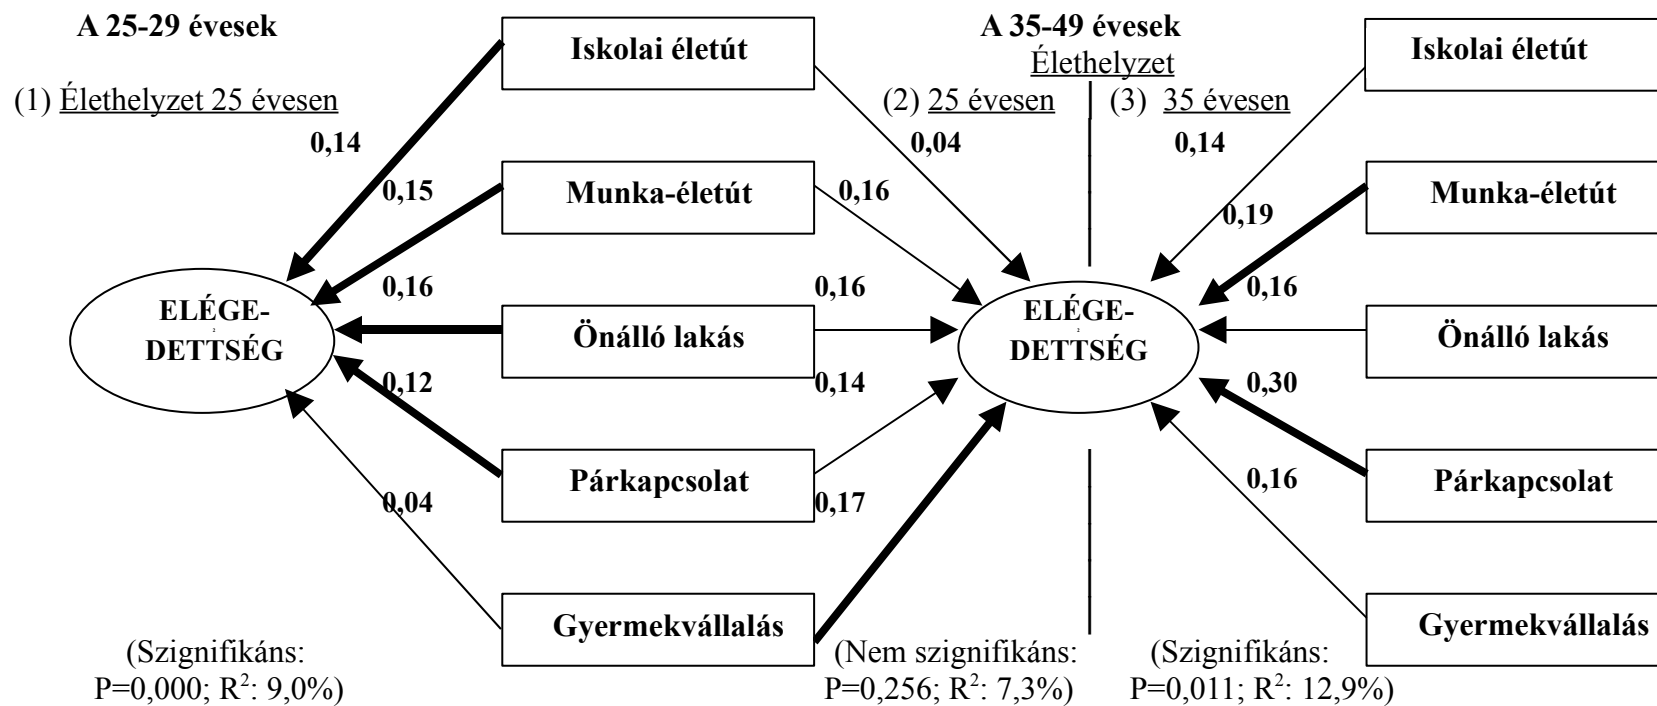 A 25-29 évesek
(1) Élethelyzet 25 évesen
A 35-49 évesek
Élethelyzet
(2) 25 évesen
(3) 35 évesen
Iskolai életút
Iskolai életút
0,14
0,04
0,14
0,15
Munka-életút
0,16
0,19
Munka-életút
0,16
0,16
0,16
ELÉGE-
DETTSÉG
Önálló lakás
ELÉGE-
DETTSÉG
Önálló lakás
0,12
0,14
0,30
Párkapcsolat
Párkapcsolat
0,04
0,17
0,16
Gyermekvállalás
Gyermekvállalás
(Szignifikáns:
P=0,000; R²: 9,0%)
(Nem szignifikáns:
P=0,256; R²: 7,3%)
(Szignifikáns:
P=0,011; R²: 12,9%)